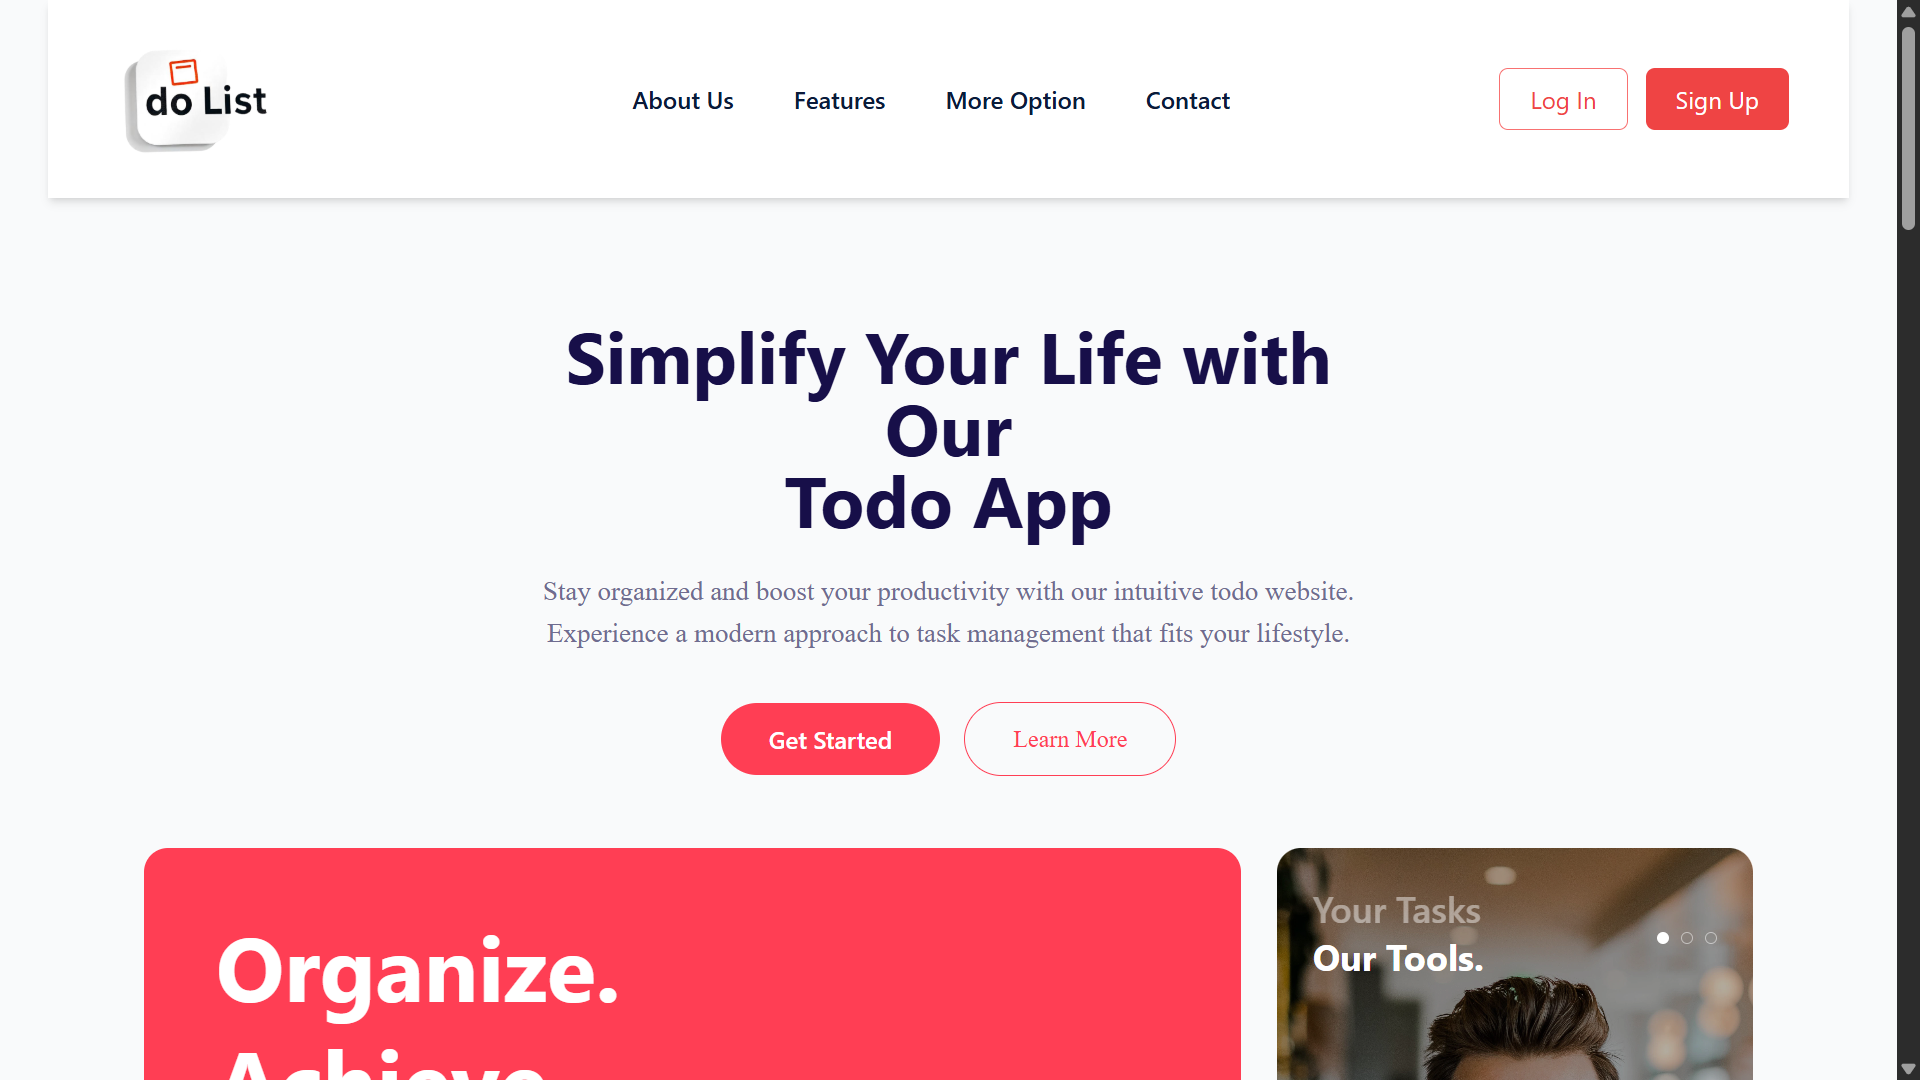 do List
About Us
Features
More Option
Contact
Log In
Sign Up
Simplify Your Life with
Our
Todo App
Stay organized and boost your productivity with our intuitive todo website.
Experience a modern approach to task management that fits your lifestyle.
Get Started
Learn More
Organize.
Achieve
Your Tasks
Our Tools.